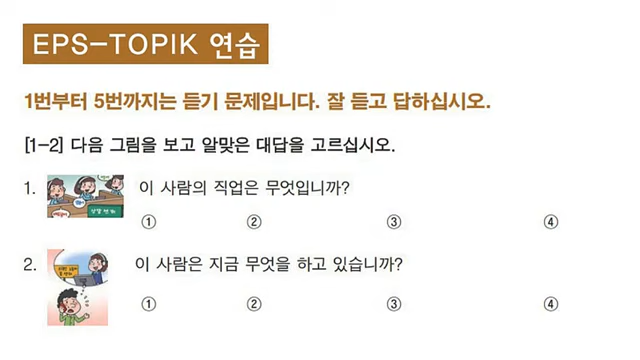 EPS-TOPIK 연습
1번부터 5번까지는 듣기 문제입니다. 잘 듣고 답하십시오.
[1-2] 다음 그림을 보고 알맞은 대답을 고르십시오.
1. 이 사람의 직업은 무엇입니까?
① ② ③ ④
2. 이 사람은 지금 무엇을 하고 있습니까?
① ② ③ ④